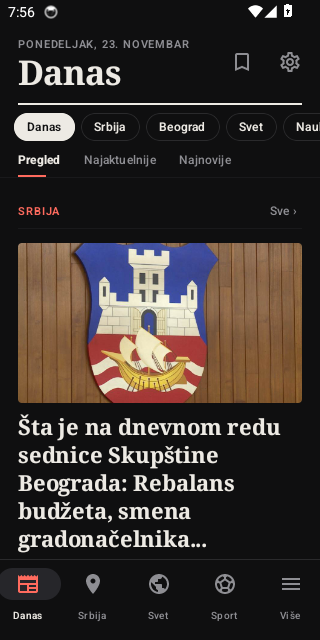 7:56
PONEDELJAK, 23. NOVEMBAR
Danas
Danas Srbija Beograd Svet Nauk
Pregled Najaktuelnije Najnovije
SRBIJA Sve ›
Šta je na dnevnom redu
sednice Skupštine
Beograda: Rebalans
budžeta, smena
gradonačelnika...
Danas Srbija Svet Sport Više